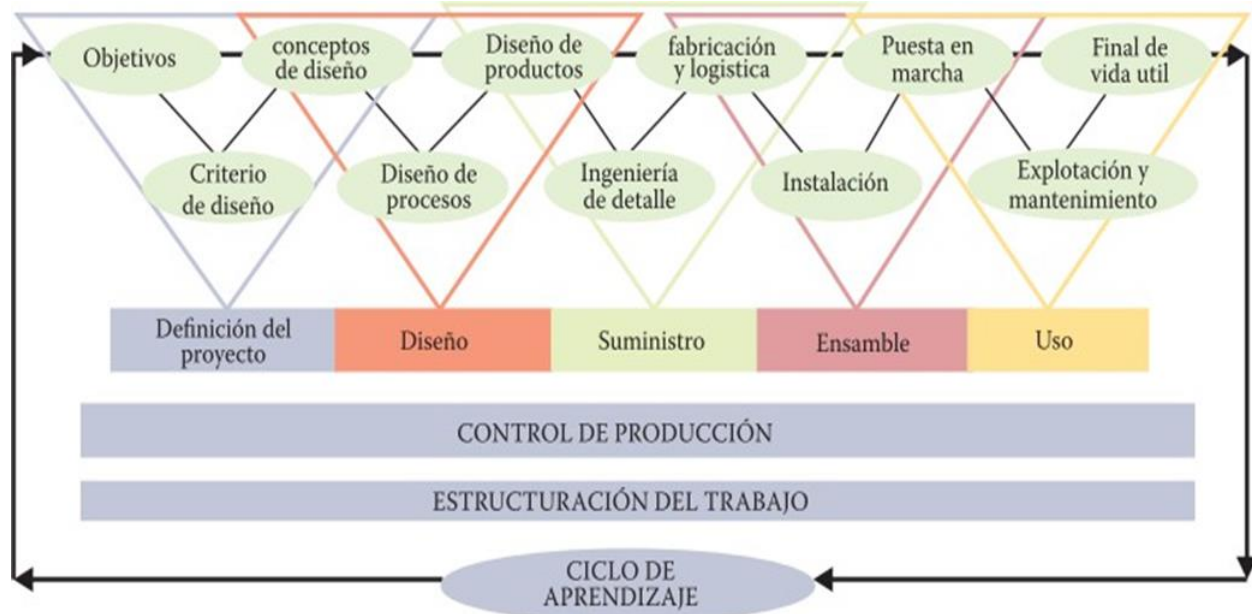 Objetivos
conceptos
de diseño
Diseño de
productos
fabricación
y logistica
Puesta en
marcha
Final de
vida util
Criterio
de diseño
Diseño de
procesos
Ingeniería
de detalle
Instalación
Explotación y
mantenimiento
Definición del
proyecto
Diseño
Suministro
Ensamble
Uso
CONTROL DE PRODUCCIÓN
ESTRUCTURACIÓN DEL TRABAJO
CICLO DE
APRENDIZAJE